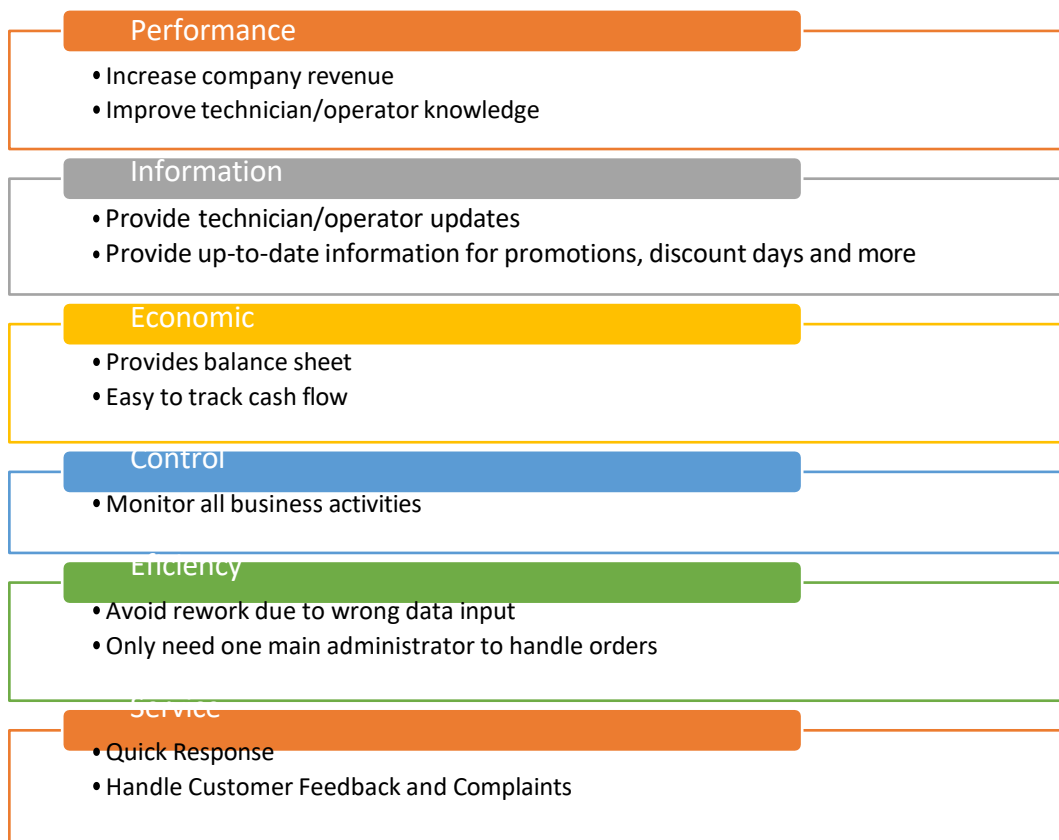 Performance
• Increase company revenue
• Improve technician/operator knowledge
Information
• Provide technician/operator updates
• Provide up-to-date information for promotions, discount days and more
Economic
• Provides balance sheet
• Easy to track cash flow
Control
• Monitor all business activities
Eficiency
• Avoid rework due to wrong data input
• Only need one main administrator to handle orders
Service
• Quick Response
• Handle Customer Feedback and Complaints